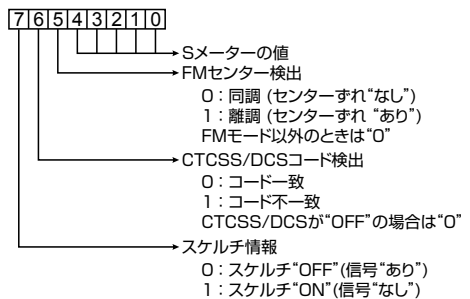 7 6 5 4 3 2 1 0
Sメーターの値
FMセンター検出
0：同調 (センターずれ“なし”)
1：離調 (センターずれ “あり”)
FMモード以外のときは“0”
CTCSS/DCSコード検出
0：コード一致
1：コード不一致
CTCSS/DCSが“OFF”の場合は“0”
スケルチ情報
0：スケルチ“OFF”(信号“あり”)
1：スケルチ“ON”(信号“なし”)